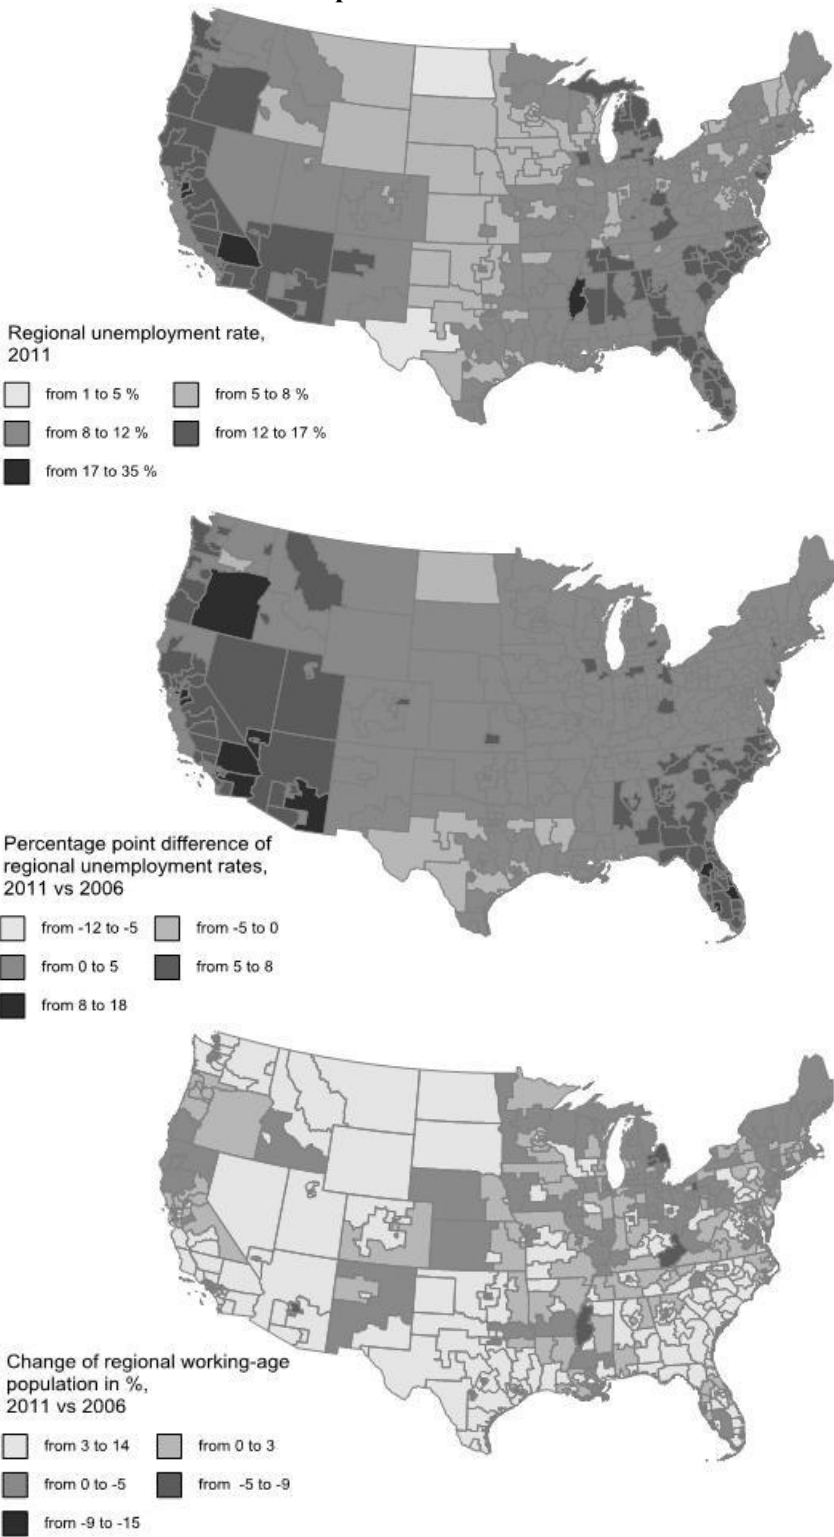 Regional unemployment rate,
2011
from 1 to 5 %
from 5 to 8 %
from 8 to 12 %
from 12 to 17 %
from 17 to 35 %
Percentage point difference of
regional unemployment rates,
2011 vs 2006
from -12 to -5
from -5 to 0
from 0 to 5
from 5 to 8
from 8 to 18
Change of regional working-age
population in %,
2011 vs 2006
from 3 to 14
from 0 to 3
from 0 to -5
from -5 to -9
from -9 to -15